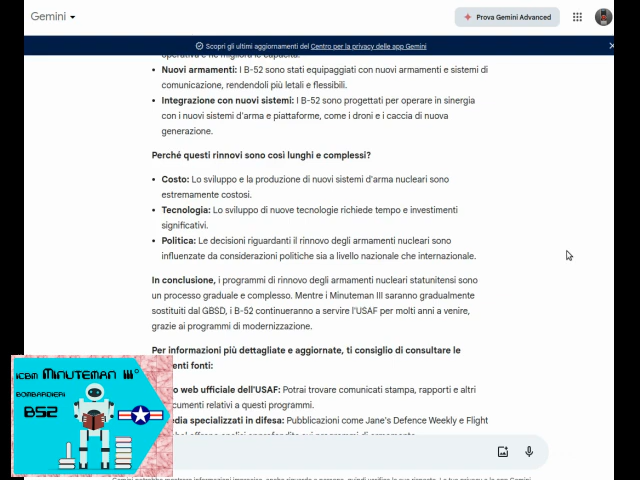 Gemini
Prova Gemini Advanced
Scopri gli ultimi aggiornamenti del Centro per la privacy delle app Gemini
operativa e ne migliora le capacità.
• Nuovi armamenti: I B-52 sono stati equipaggiati con nuovi armamenti e sistemi di
comunicazione, rendendoli più letali e flessibili.
• Integrazione con nuovi sistemi: I B-52 sono progettati per operare in sinergia
con i nuovi sistemi d'arma e piattaforme, come i droni e i caccia di nuova
generazione.
Perché questi rinnovi sono così lunghi e complessi?
• Costo: Lo sviluppo e la produzione di nuovi sistemi d'arma nucleari sono
estremamente costosi.
• Tecnologia: Lo sviluppo di nuove tecnologie richiede tempo e investimenti
significativi.
• Politica: Le decisioni riguardanti il rinnovo degli armamenti nucleari sono
influenzate da considerazioni politiche sia a livello nazionale che internazionale.
In conclusione, i programmi di rinnovo degli armamenti nucleari statunitensi sono
un processo graduale e complesso. Mentre i Minuteman III saranno gradualmente
sostituiti dal GBSD, i B-52 continueranno a servire l'USAF per molti anni a venire,
grazie ai programmi di modernizzazione.
Per informazioni più dettagliate e aggiornate, ti consiglio di consultare le
enti fonti:
o web ufficiale dell'USAF: Potrai trovare comunicati stampa, rapporti e altri
cumenti relativi a questi programmi.
edia specializzati in difesa: Pubblicazioni come Jane's Defence Weekly e Flight
ICBM MINUTEMAN III°
BOMBARDIERI
B52